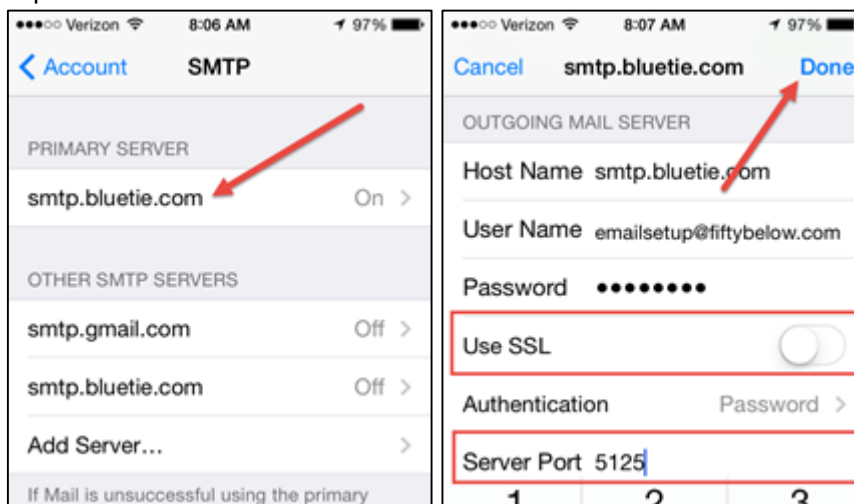 Verizon 8:06 AM 97%
Account SMTP
PRIMARY SERVER
smtp.bluetie.com On
OTHER SMTP SERVERS
smtp.gmail.com Off
smtp.bluetie.com Off
Add Server...
If Mail is unsuccessful using the primary
Verizon 8:07 AM 97%
Cancel smtp.bluetie.com Done
OUTGOING MAIL SERVER
Host Name smtp.bluetie.com
User Name emailsetup@fiftybelow.com
Password ●●●●●●●●
Use SSL
Authentication Password
Server Port 5125
1 2 3